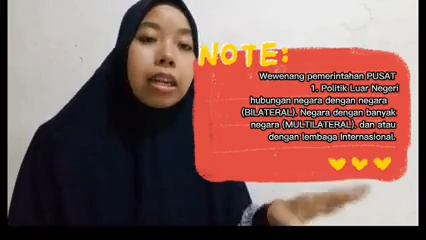 NOTE:
Wewenang pemerintahan PUSAT
1. Politik Luar Negeri
hubungan negara dengan negara
(BILATERAL). Negara dengan banyak
negara (MULTILATERAL). dan atau
dengan lembaga Internasional.